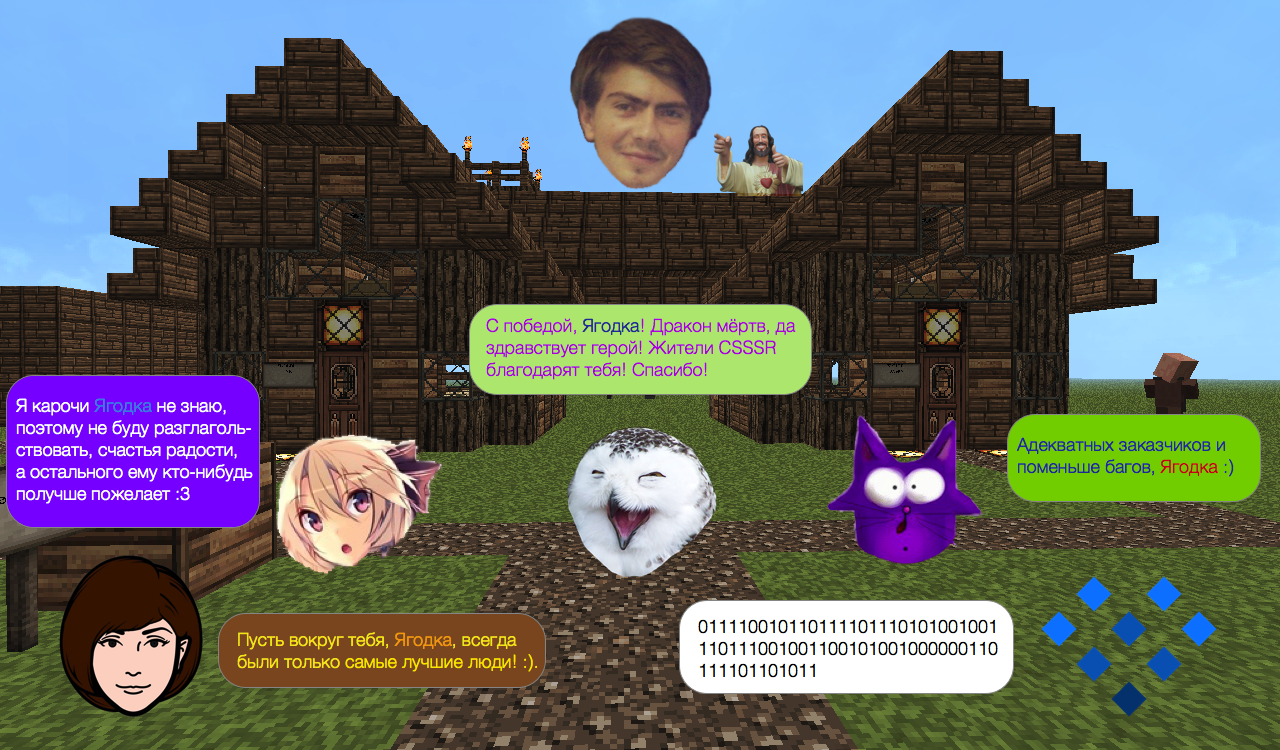 С победой, Ягодка! Дракон мёртв, да
здравствует герой! Жители CSSSR
благодарят тебя! Спасибо!
Я карочи Ягодка не знаю,
поэтому не буду разглаголь-
ствовать, счастья радости,
а остального ему кто-нибудь
получше пожелает :3
Адекватных заказчиков и
поменьше багов, Ягодка :)
Пусть вокруг тебя, Ягодка, всегда
были только самые лучшие люди! :).
01111001011011110111010100100​1
110111001001100101001000000110
111101101011